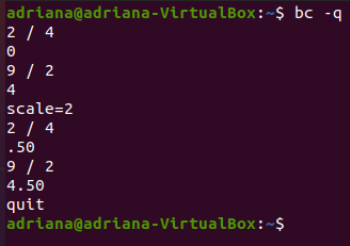 adriana@adriana-VirtualBox:~$ bc -q
2 / 4
0
9 / 2
4
scale=2
2 / 4
.50
9 / 2
4.50
quit
adriana@adriana-VirtualBox:~$